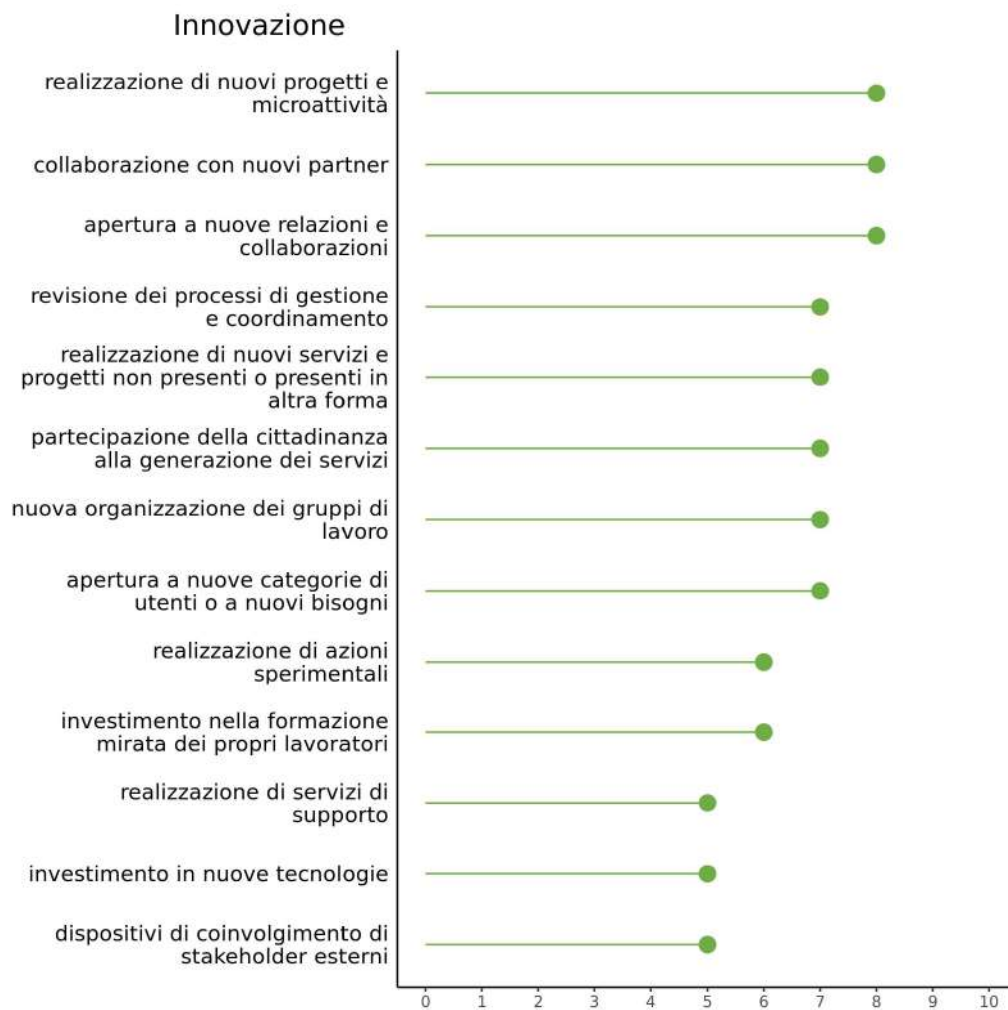 Innovazione
realizzazione di nuovi progetti e
microattività
collaborazione con nuovi partner
apertura a nuove relazioni e
collaborazioni
revisione dei processi di gestione
e coordinamento
realizzazione di nuovi servizi e
progetti non presenti o presenti in
altra forma
partecipazione della cittadinanza
alla generazione dei servizi
nuova organizzazione dei gruppi di
lavoro
apertura a nuove categorie di
utenti o a nuovi bisogni
realizzazione di azioni
sperimentali
investimento nella formazione
mirata dei propri lavoratori
realizzazione di servizi di
supporto
investimento in nuove tecnologie
dispositivi di coinvolgimento di
stakeholder esterni
0 1 2 3 4 5 6 7 8 9 10